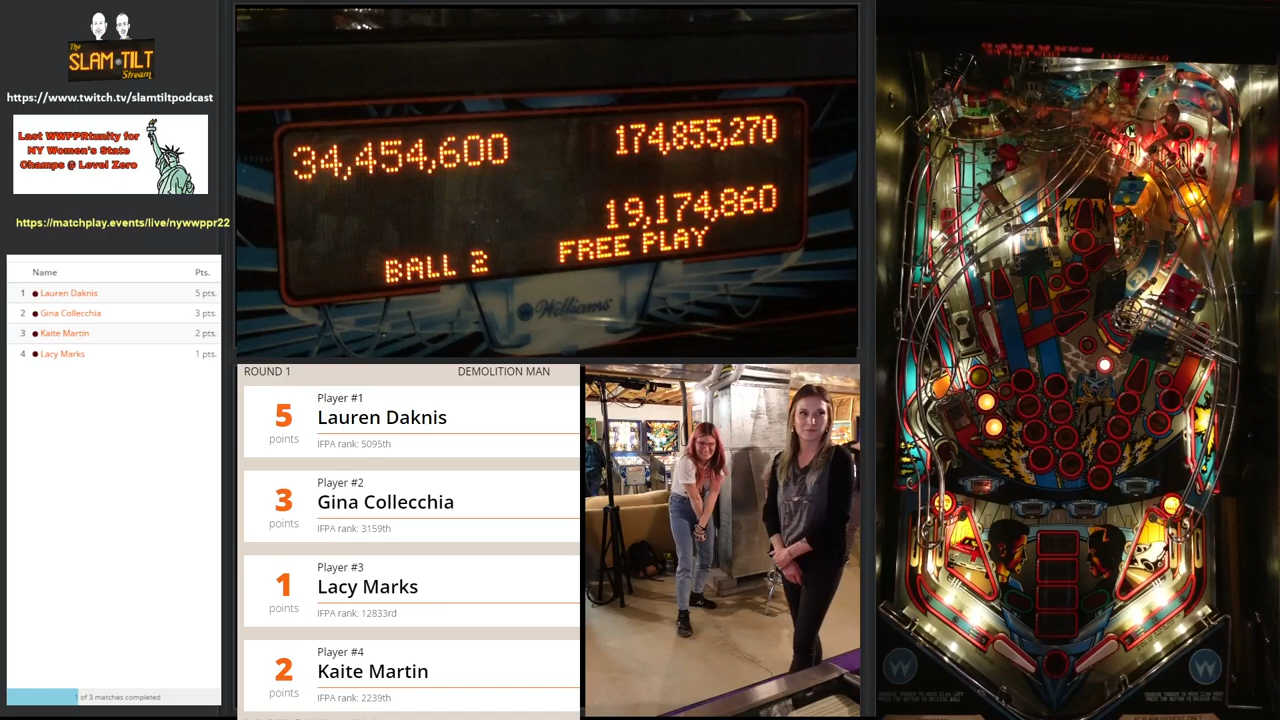 The
SLAM TILT
Stream
https://www.twitch.tv/slamtiltpodcast
Last WWPPRtunity for
NY Women's State
Champs @ Level Zero
https://matchplay.events/live/nywwppr22
Name Pts.
1 Lauren Daknis 5 pts.
2 Gina Collecchia 3 pts.
3 Kaite Martin 2 pts.
4 Lacy Marks 1 pts.
1 of 3 matches completed
34,454,600 174,855,270
19,174,860
BALL 2 FREE PLAY
Williams
ROUND 1 DEMOLITION MAN
Player #1
5 Lauren Daknis
points IFPA rank: 5095th
Player #2
3 Gina Collecchia
points IFPA rank: 3159th
Player #3
1 Lacy Marks
points IFPA rank: 12833rd
Player #4
2 Kaite Martin
points IFPA rank: 2239th
W W